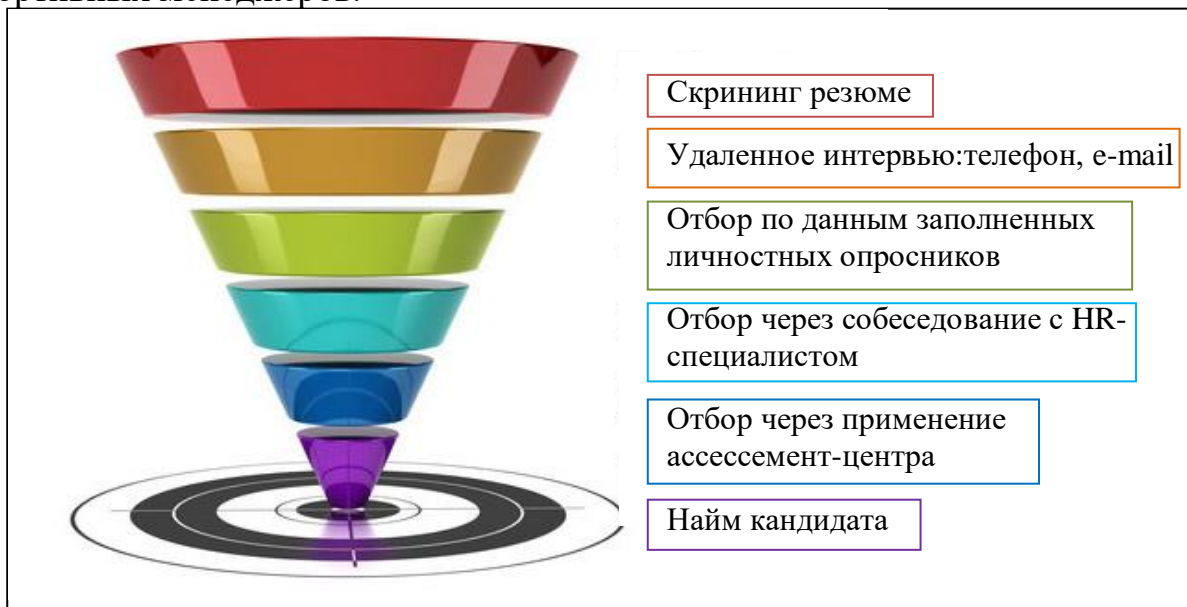 Скрининг резюме
Удаленное интервью:телефон, e-mail
Отбор по данным заполненных
личностных опросников
Отбор через собеседование с HR-
специалистом
Отбор через применение
ассессемент-центра
Найм кандидата